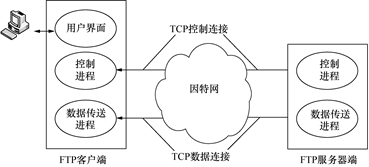 TCP控制连接
用户界面
控制
进程
因特网
控制
进程
数据传送
进程
数据传送
进程
FTP客户端
TCP数据连接
FTP服务器端